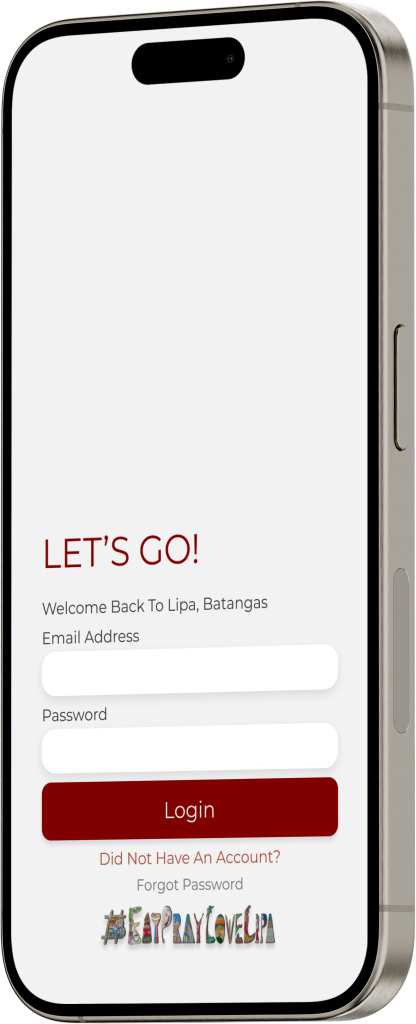 LET'S GO!
Welcome Back To Lipa, Batangas
Email Address
Password
Login
Did Not Have An Account?
Forgot Password
#EATPRAYLOVELIPA